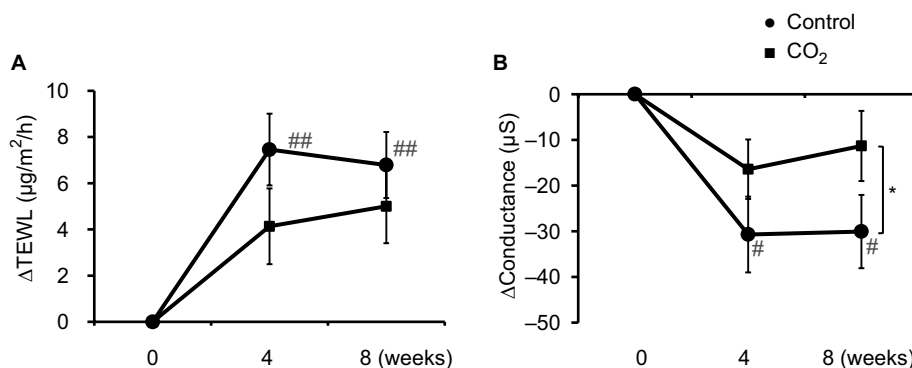 Control
CO2
A
B
ΔTEWL (μg/m²/h)
10
8
6
4
2
0
##
##
0 4 8 (weeks)
ΔConductance (μS)
0
–10
–20
–30
–40
–50
#
#
*
0 4 8 (weeks)